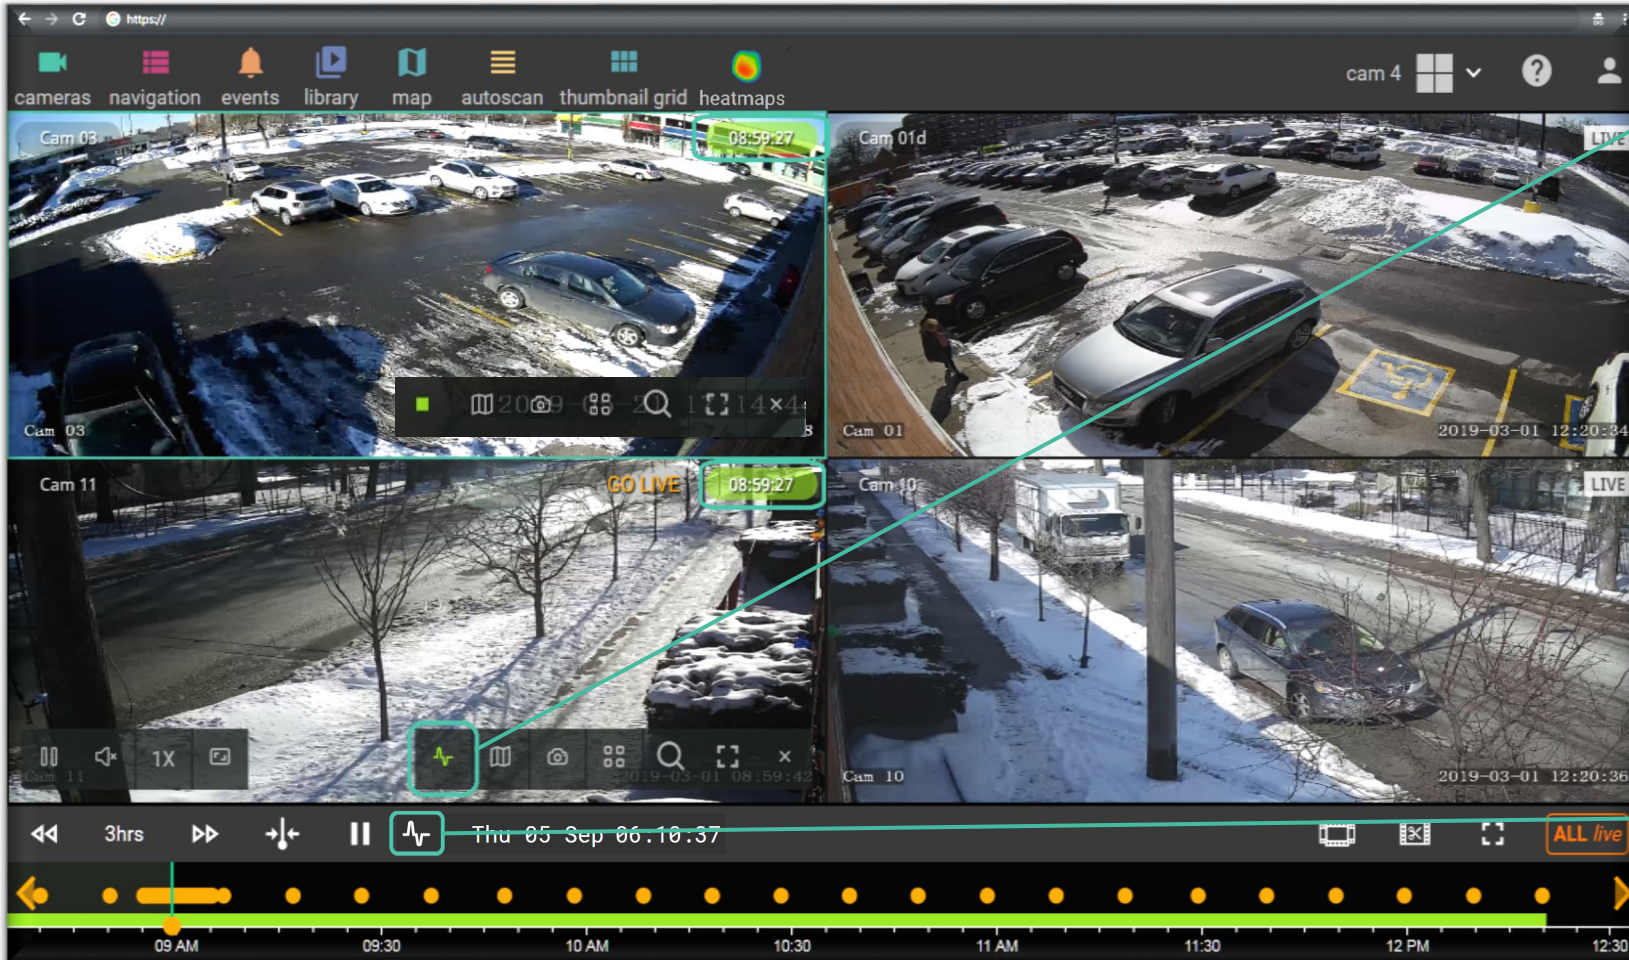 https://
cameras navigation events library map autoscan thumbnail grid heatmaps
cam 4
Cam 03
08:59:27
Cam 01d
LIVE
Cam 03
Cam 01
2019-03-01 12:20:34
Cam 11
GO LIVE
08:59:27
Cam 10
LIVE
1X
Cam 11
2019-03-01 08:59:42
Cam 10
2019-03-01 12:20:36
3hrs
Thu 05 Sep 06:10:37
ALL live
09 AM 09:30 10 AM 10:30 11 AM 11:30 12 PM 12:30